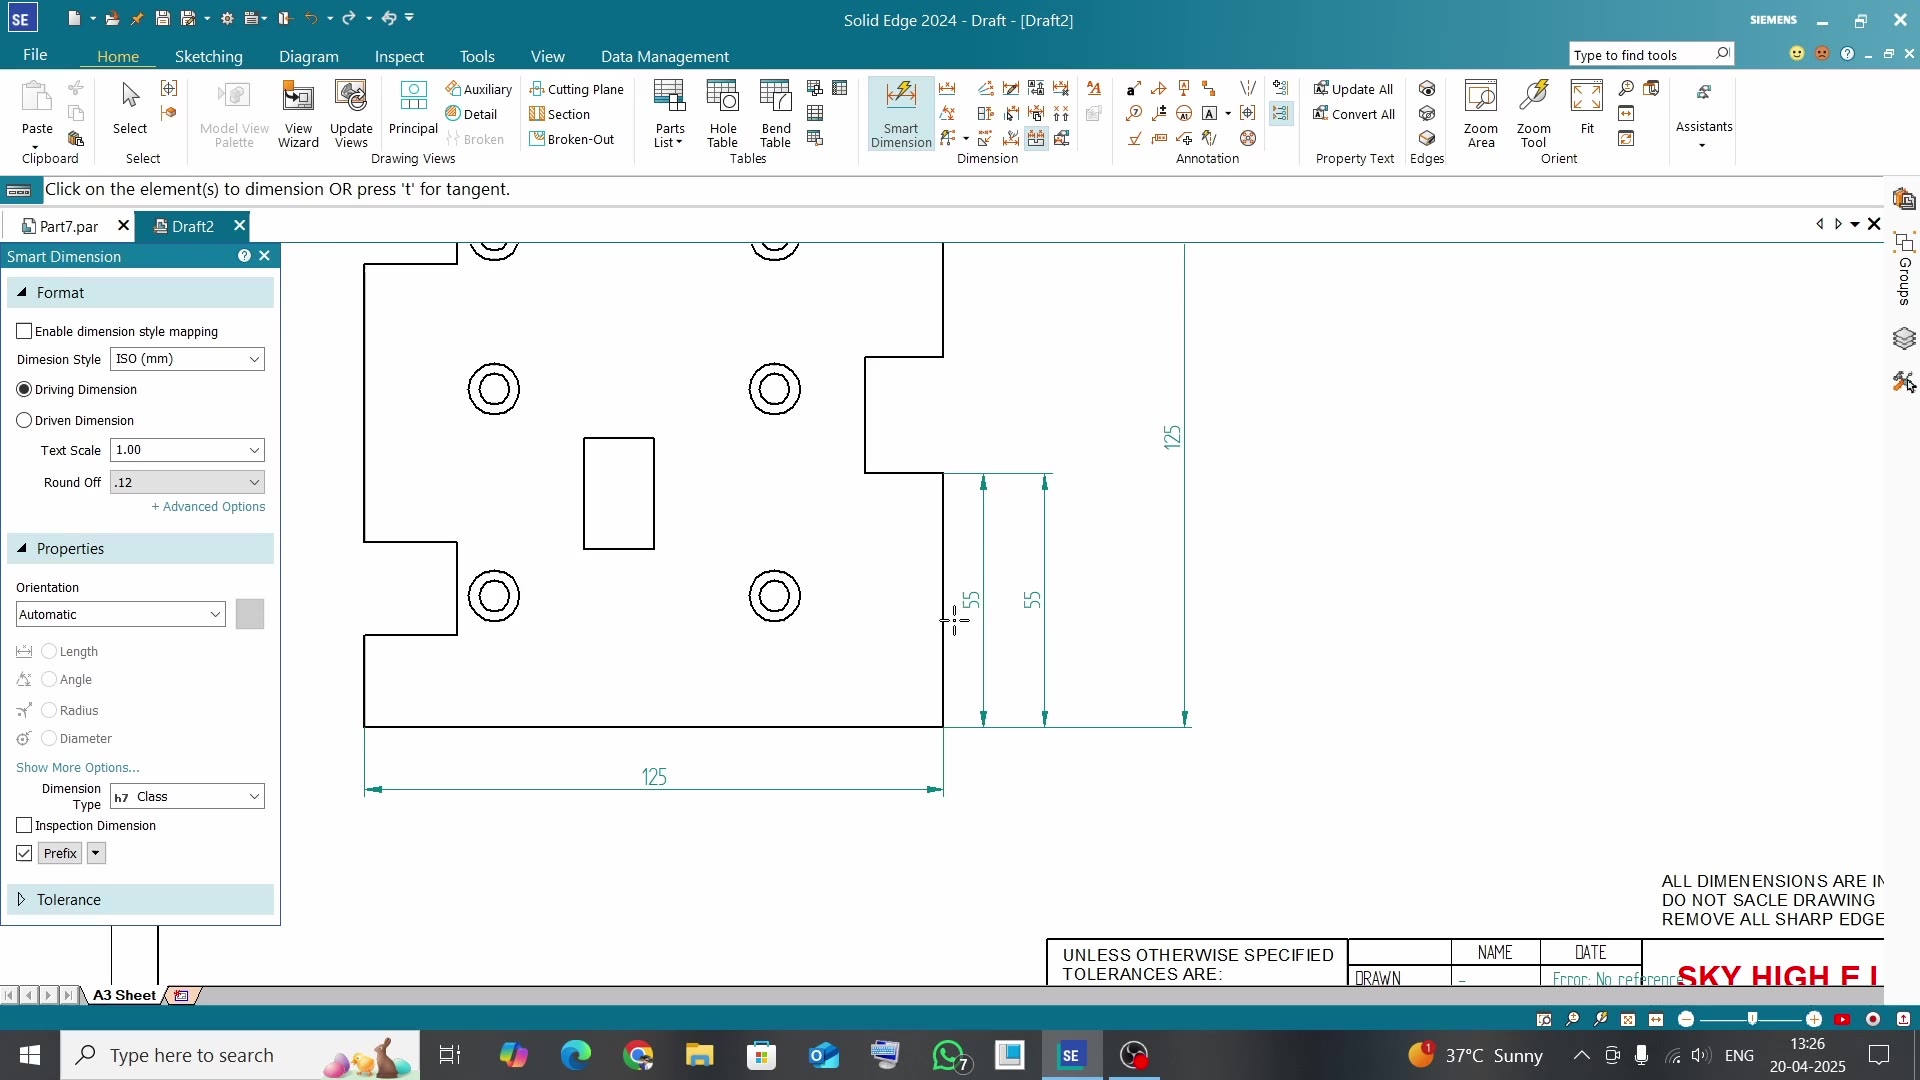 SE
Solid Edge 2024 - Draft - [Draft2]
SIEMENS
File
Home
Sketching
Diagram
Inspect
Tools
View
Data Management
Type to find tools
Paste
Clipboard
Select
Select
Model View Palette
View Wizard
Update Views
Principal
Auxiliary
Detail
Broken
Cutting Plane
Section
Broken-Out
Drawing Views
Parts List
Hole Table
Bend Table
Tables
Smart Dimension
Dimension
Annotation
Update All
Convert All
Property Text
Edges
Zoom Area
Zoom Tool
Fit
Orient
Assistants
Click on the element(s) to dimension OR press 't' for tangent.
Part7.par
Draft2
Groups
Smart Dimension
Format
Enable dimension style mapping
Dimesion Style
ISO (mm)
Driving Dimension
Driven Dimension
Text Scale
1.00
Round Off
.12
+ Advanced Options
Properties
Orientation
Automatic
Length
Angle
Radius
Diameter
Show More Options...
Dimension Type
h7 Class
Inspection Dimension
Prefix
Tolerance
125
55
55
125
ALL DIMENENSIONS ARE IN
DO NOT SACLE DRAWING
REMOVE ALL SHARP EDGE
UNLESS OTHERWISE SPECIFIED
TOLERANCES ARE:
NAME
DATE
DRAWN
-
Error: No reference
SKY HIGH E L
A3 Sheet
Type here to search
7
SE
1
37°C Sunny
ENG
13:26
20-04-2025